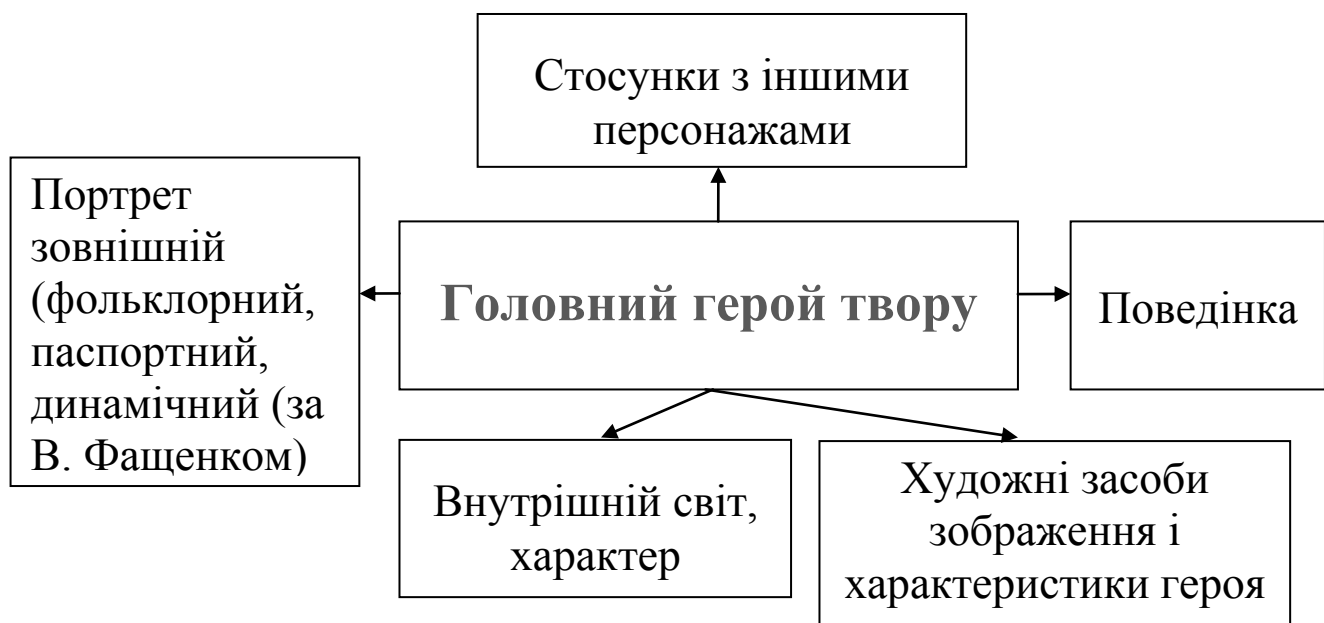 Стосунки з іншими
персонажами
Портрет
зовнішній
(фольклорний,
паспортний,
динамічний (за
В. Фащенком)
Головний герой твору
Поведінка
Внутрішній світ,
характер
Художні засоби
зображення і
характеристики героя